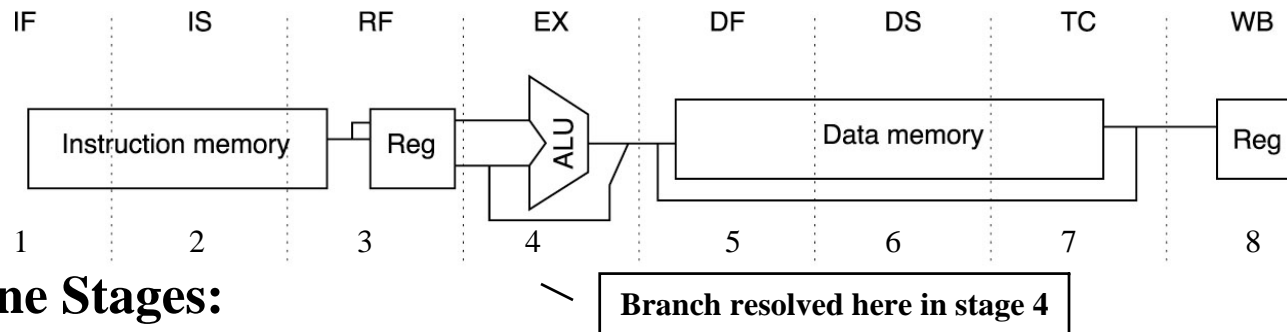 IF IS RF EX DF DS TC WB
Instruction memory Reg ALU Data memory Reg
1 2 3 4 5 6 7 8
ne Stages:
Branch resolved here in stage 4